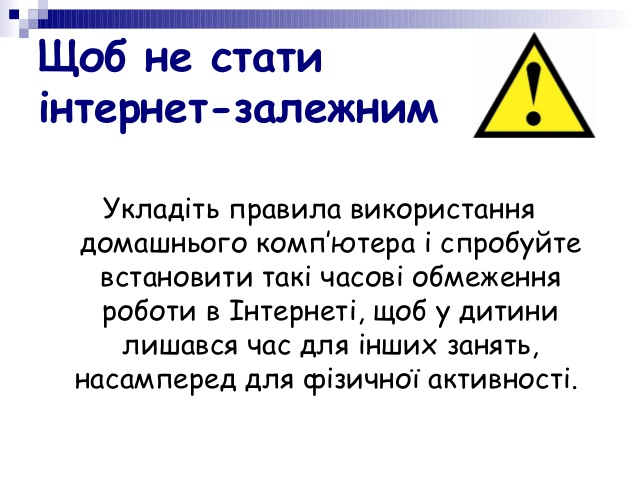 Щоб не стати
інтернет-залежним
Укладіть правила використання
домашнього комп’ютера і спробуйте
встановити такі часові обмеження
роботи в Інтернеті, щоб у дитини
лишався час для інших занять,
насамперед для фізичної активності.